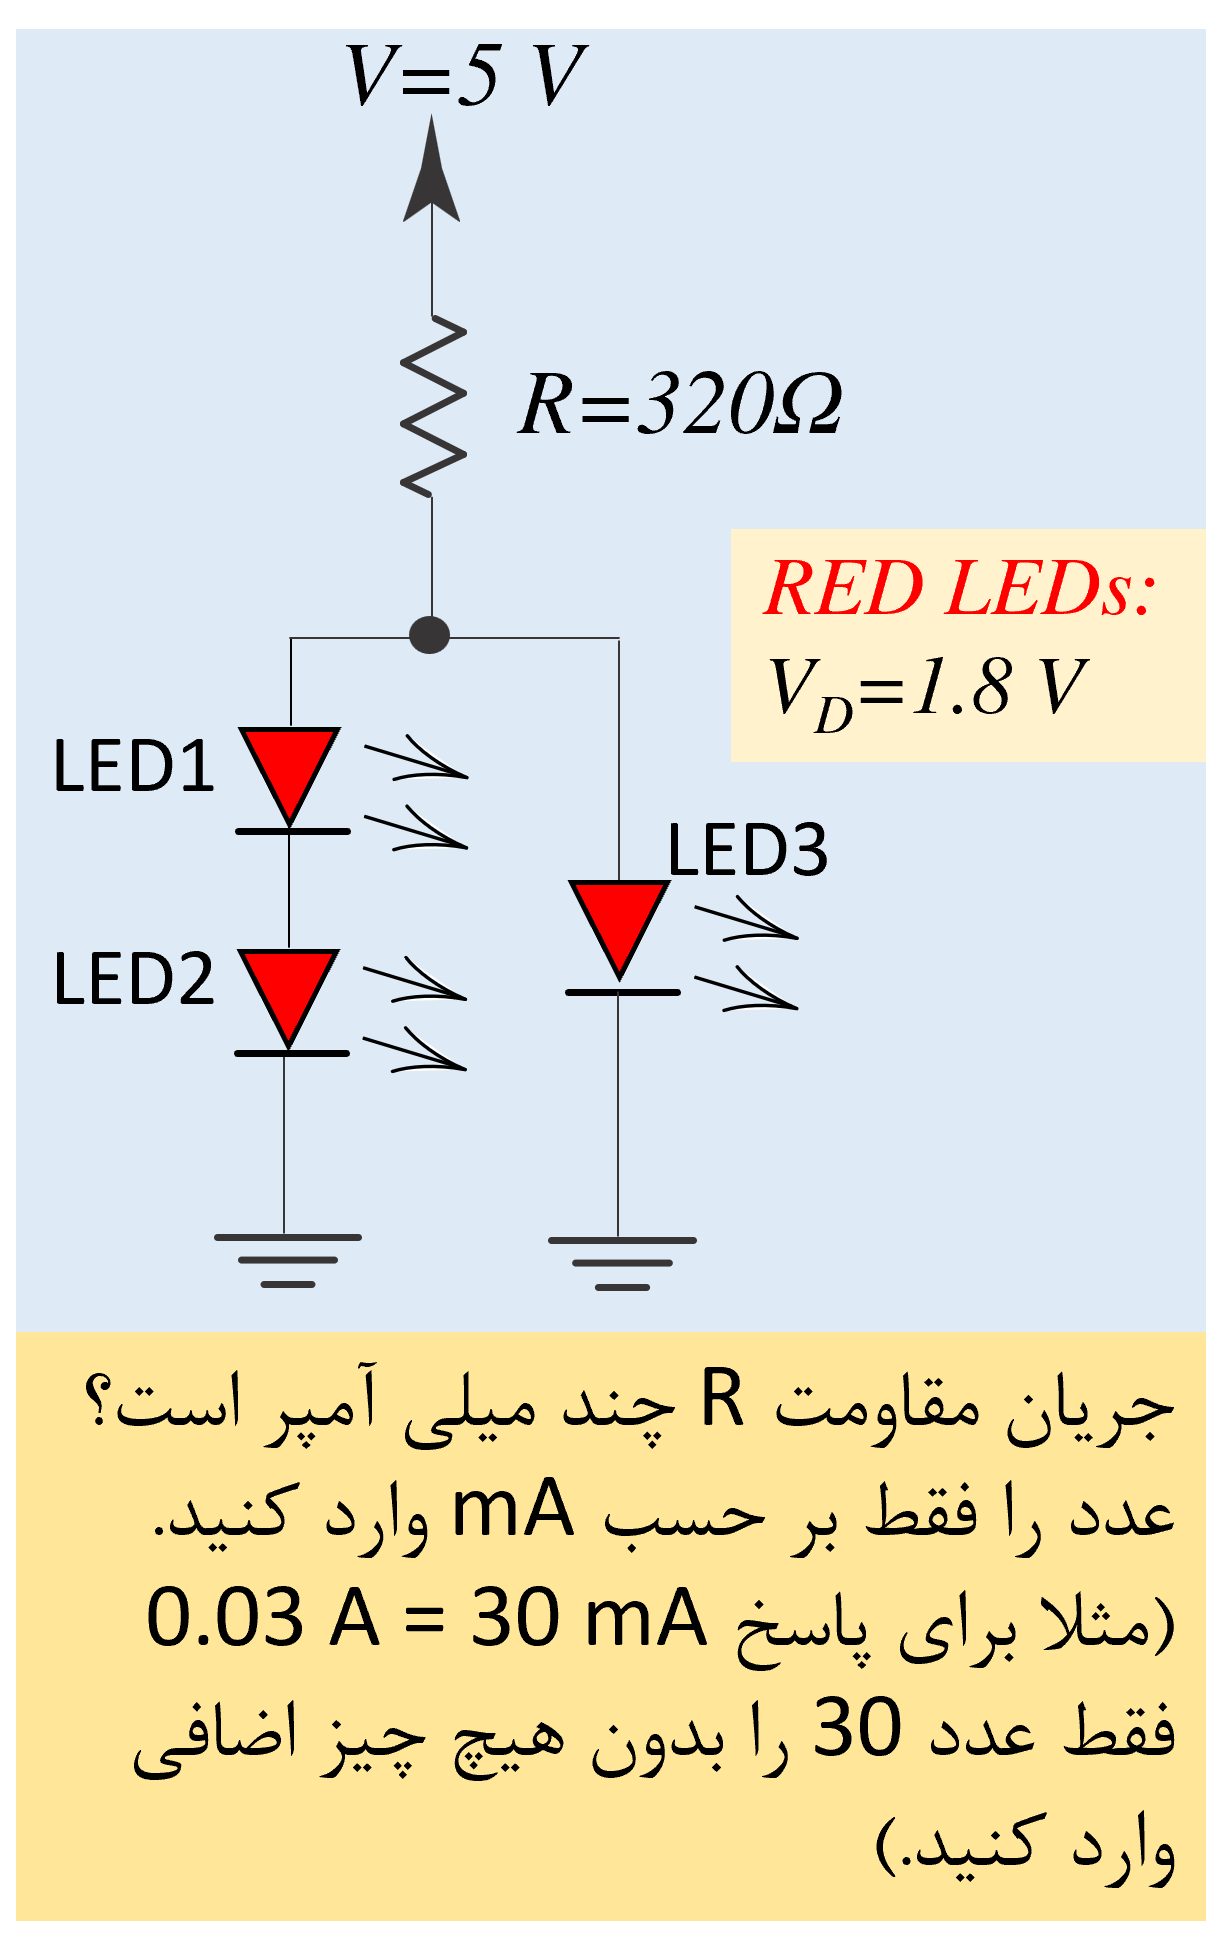 V=5 V
R=320Ω
RED LEDs:
V_D=1.8 V
LED1
LED3
LED2
جریان مقاومت R چند میلی آمپر است؟
عدد را فقط بر حسب mA وارد کنید.
(مثلا برای پاسخ 0.03 A = 30 mA
فقط عدد 30 را بدون هیچ چیز اضافی
وارد کنید.)